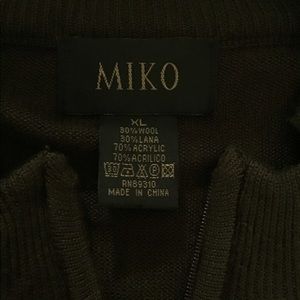 MIKO
XL
30% WOOL
30% LANA
70% ACRYLIC
70% ACRILICO
RN89310
MADE IN CHINA